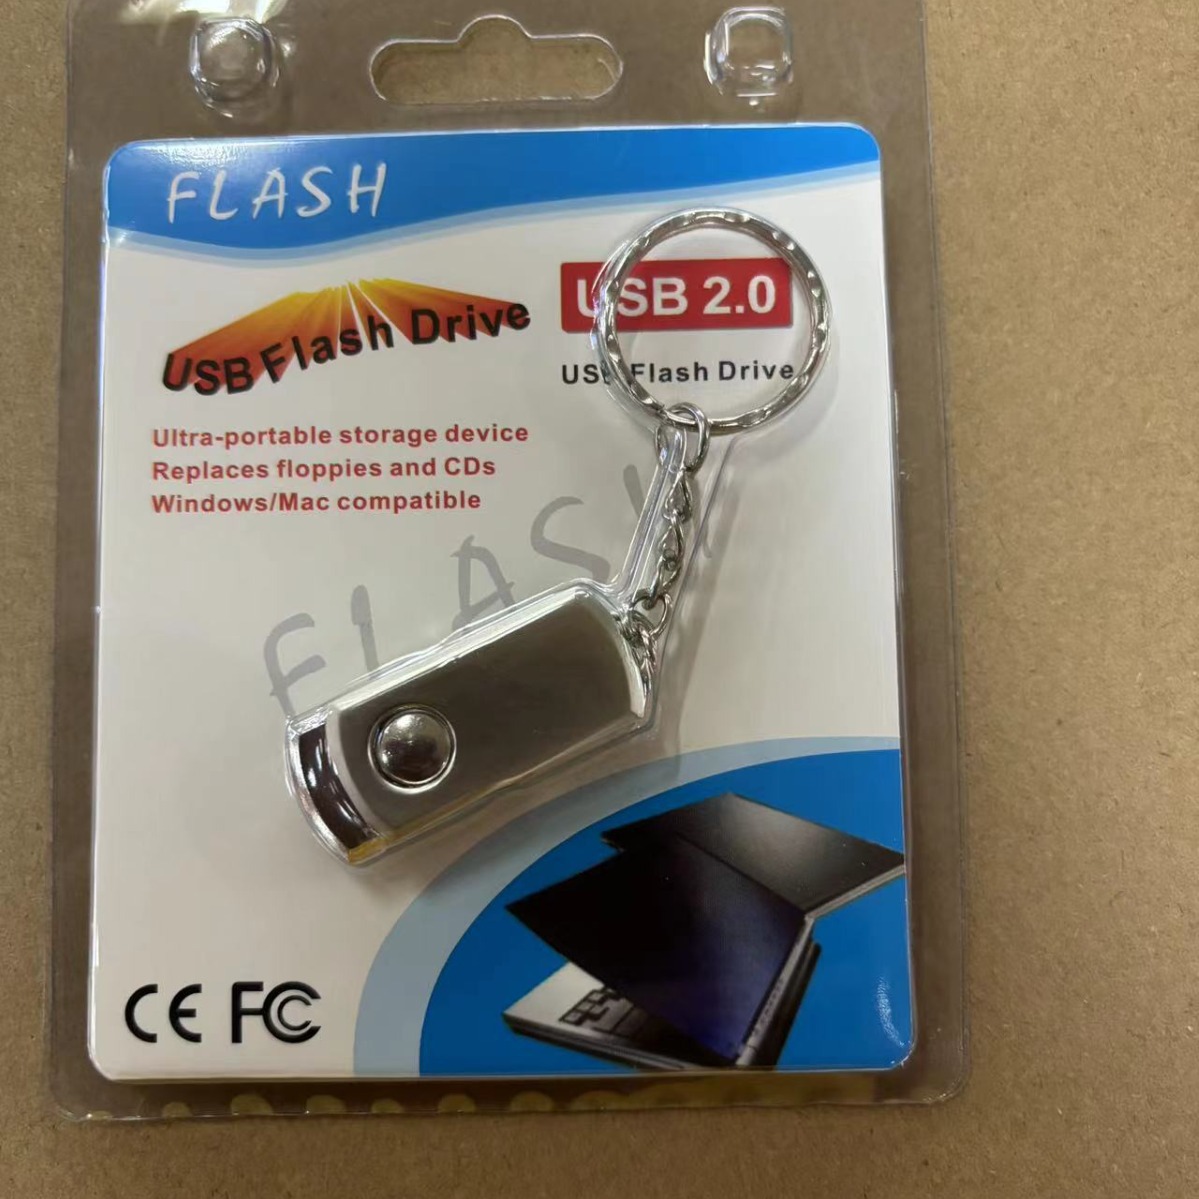 FLASH
USB Flash Drive
USB 2.0
USB Flash Drive
Ultra-portable storage device
Replaces floppies and CDs
Windows/Mac compatible
FLASH
CE FC